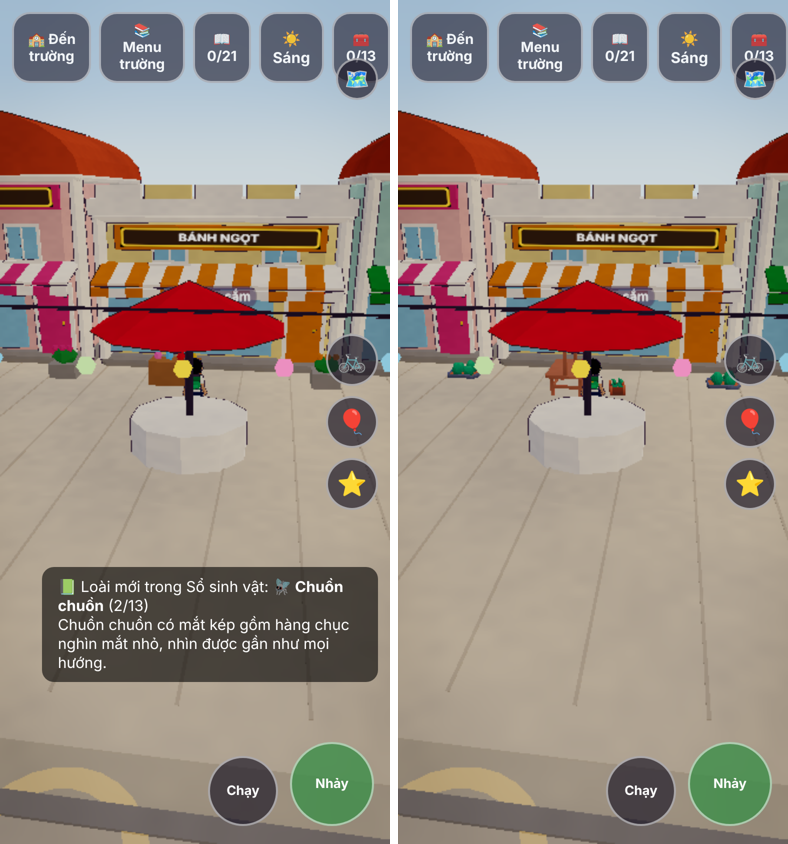 Đến
trường
Menu
trường
0/21
Sáng
0/13
BÁNH NGỌT
Loài mới trong Sổ sinh vật: Chuồn
chuồn (2/13)
Chuồn chuồn có mắt kép gồm hàng chục
nghìn mắt nhỏ, nhìn được gần như mọi
hướng.
Chạy
Nhảy
Đến
trường
Menu
trường
0/21
Sáng
0/13
BÁNH NGỌT
Chạy
Nhảy